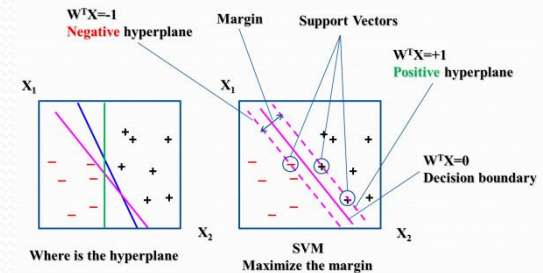 WᵀX=-1
Negative hyperplane
Margin
Support Vectors
WᵀX=+1
Positive hyperplane
X₁
X₁
WᵀX=0
Decision boundary
X₂
X₂
Where is the hyperplane
SVM
Maximize the margin